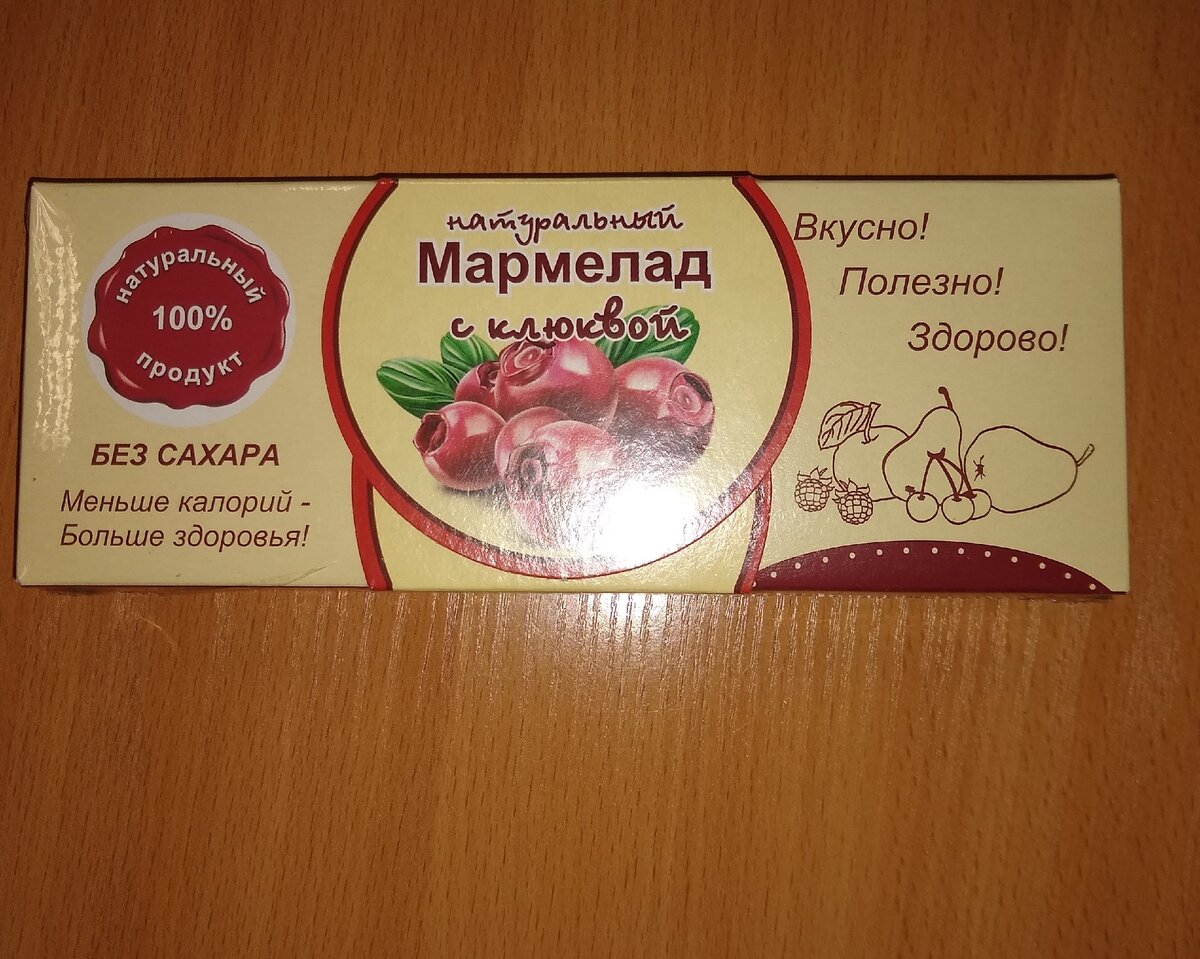 натуральный
100%
продукт
БЕЗ САХАРА
Меньше калорий -
Больше здоровья!
натуральный
Мармелад
с клюквой
Вкусно!
Полезно!
Здорово!